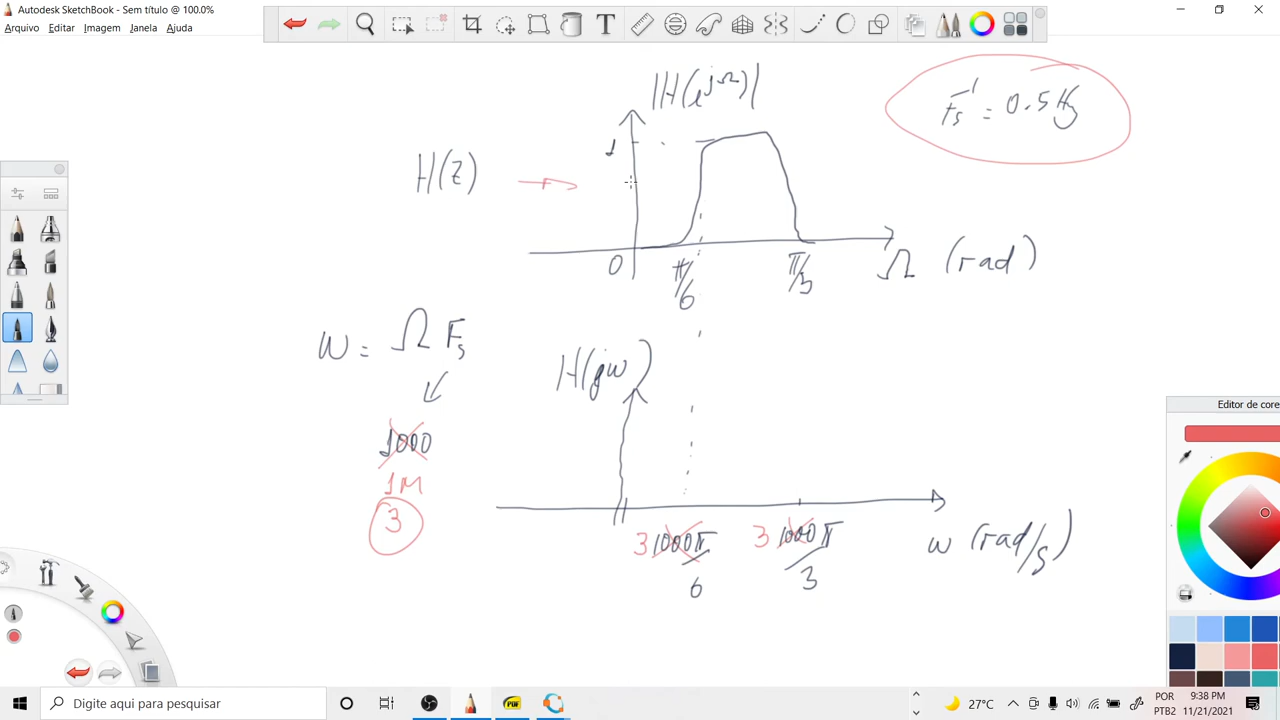 Autodesk SketchBook - Sem título @ 100.0%
Arquivo Editar Imagem Janela Ajuda
T
|H(e^jΩ)|
Fs = 0.5 Hz
1
H(z)
0
π/6
π/3
Ω (rad)
w = Ω Fs
H(jw)
1000
1M
3
3 1000π/6
3 1000π/3
w (rad/s)
Editor de core
Digite aqui para pesquisar
PDF
27°C
POR
PTB2
9:38 PM
11/21/2021